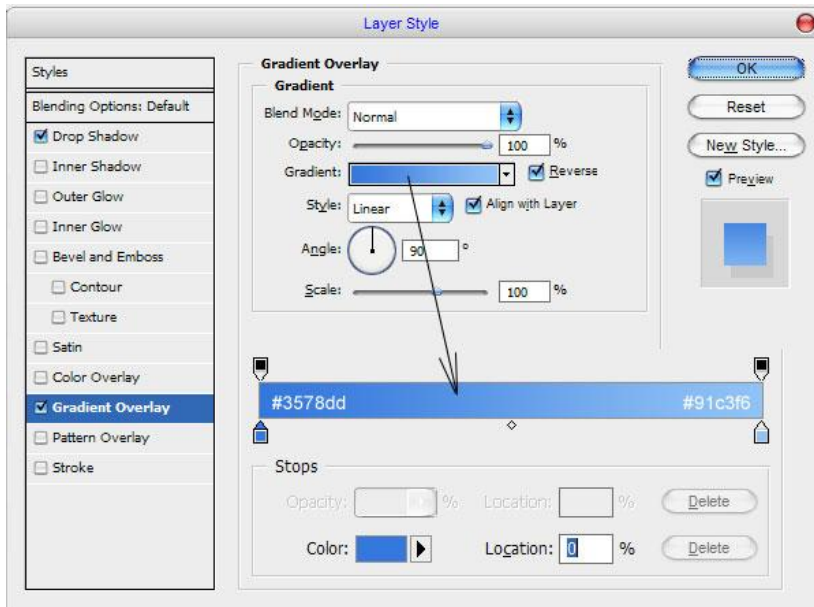 Layer Style
Styles
Blending Options: Default
Drop Shadow
Inner Shadow
Outer Glow
Inner Glow
Bevel and Emboss
Contour
Texture
Satin
Color Overlay
Gradient Overlay
Pattern Overlay
Stroke
Gradient Overlay
Gradient
Blend Mode: Normal
Opacity: 100 %
Gradient: Reverse
Style: Linear Align with Layer
Angle: 90 °
Scale: 100 %
#3578dd #91c3f6
Stops
Opacity: % Location: % Delete
Color: Location: 0 % Delete
OK
Reset
New Style...
Preview